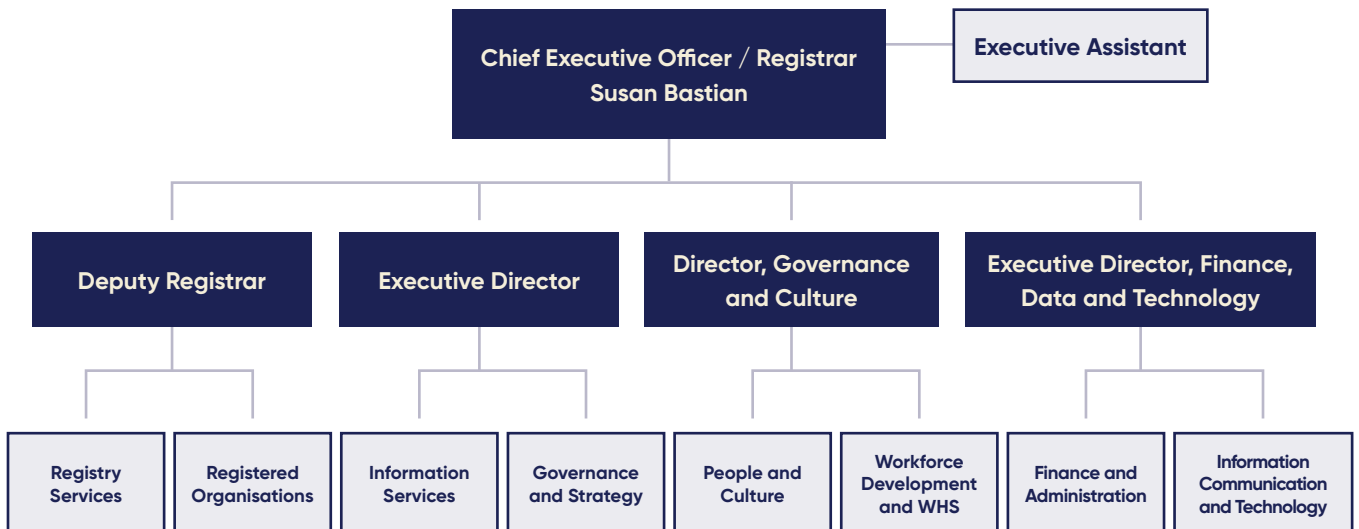 Chief Executive Officer / Registrar
Susan Bastian
Executive Assistant
Deputy Registrar
Executive Director
Director, Governance
and Culture
Executive Director, Finance,
Data and Technology
Registry
Services
Registered
Organisations
Information
Services
Governance
and Strategy
People and
Culture
Workforce
Development
and WHS
Finance and
Administration
Information
Communication
and Technology